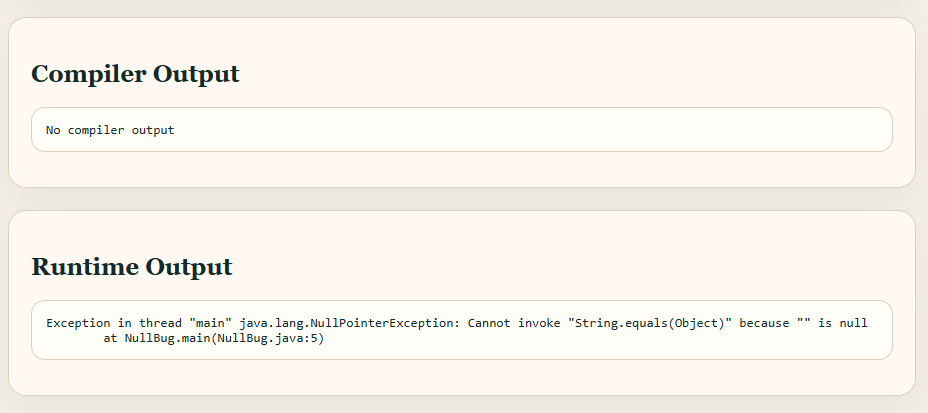 Compiler Output
No compiler output
Runtime Output
Exception in thread "main" java.lang.NullPointerException: Cannot invoke "String.equals(Object)" because "" is null
        at NullBug.main(NullBug.java:5)